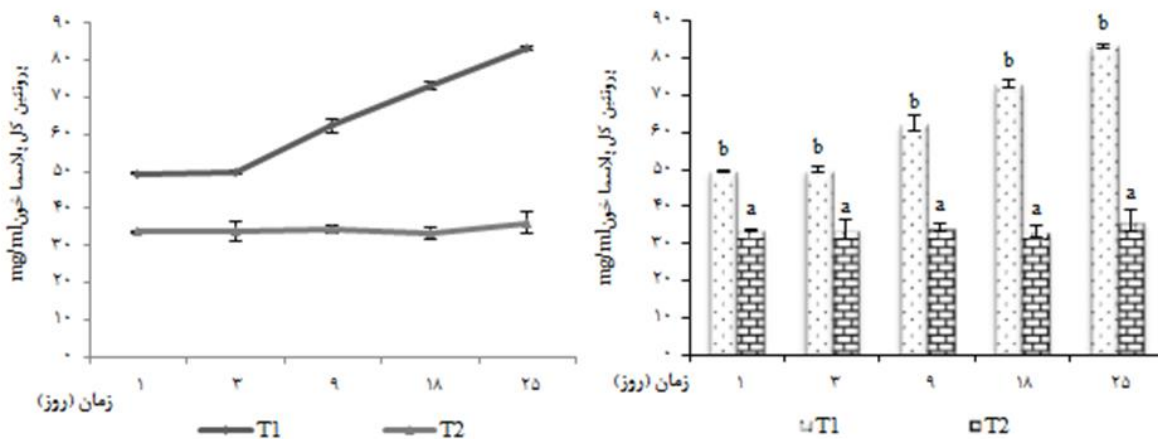 ۹۰
۸۰
۷۰
۶۰
۵۰
۴۰
۳۰
۲۰
۱۰
۰
پروتئین کل پلاسما خون mg/ml
۱ ۳ ۹ ۱۸ ۲۵
زمان (روز)
T1 T2
۹۰
۸۰
۷۰
۶۰
۵۰
۴۰
۳۰
۲۰
۱۰
۰
پروتئین کل پلاسما خون mg/ml
b b b b b
a a a a a
۱ ۳ ۹ ۱۸ ۲۵
زمان (روز)
T1 T2